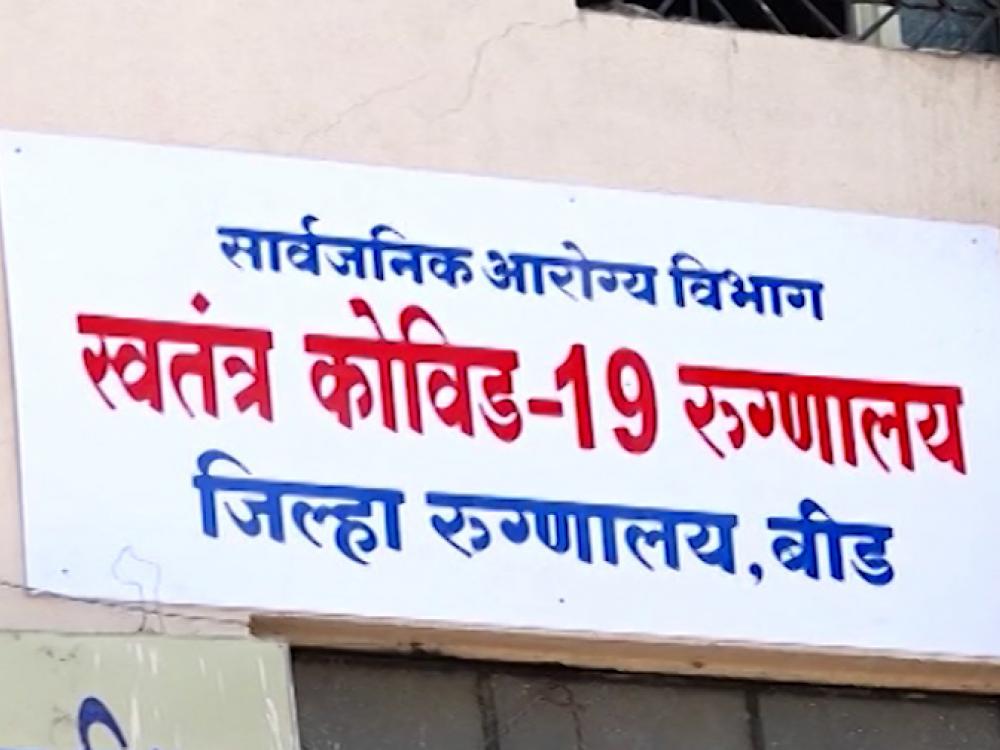 सार्वजनिक आरोग्य विभाग
स्वतंत्र कोविड-19 रुग्णालय
जिल्हा रुग्णालय, बीड